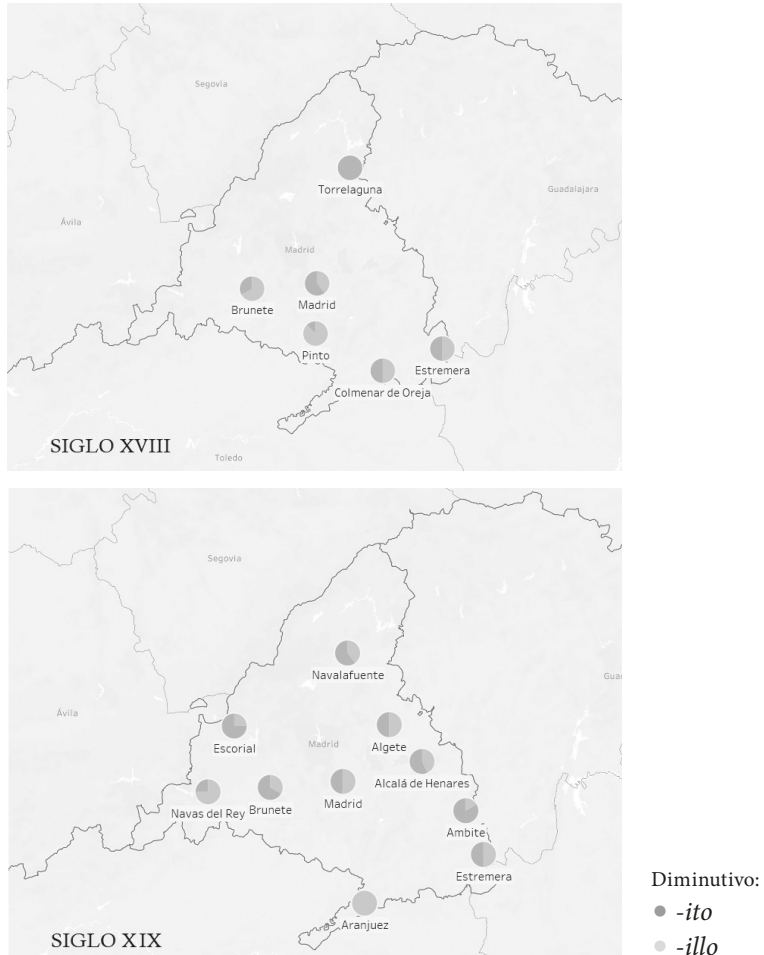 Segovia
Torrelaguna
Guadalajara
Ávila
Madrid
Brunete
Madrid
Pinto
Estremera
Colmenar de Oreja
SIGLO XVIII
Toledo
Segovia
Navalafuente
Guad
Ávila
Escorial
Madrid
Algete
Alcalá de Henares
Navas del Rey
Brunete
Madrid
Ambite
Estremera
Aranjuez
SIGLO XIX
Diminutivo:
-ito
-illo